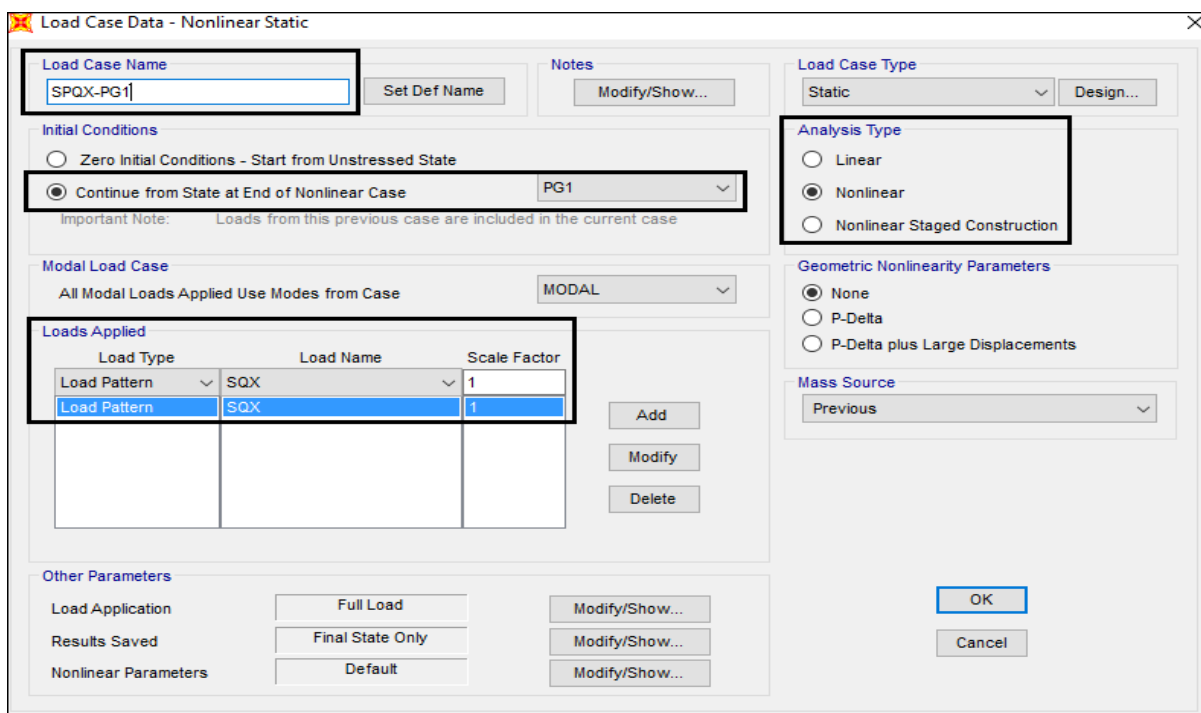 Load Case Data - Nonlinear Static
Load Case Name
SPQX-PG1
Set Def Name
Notes
Modify/Show...
Load Case Type
Static
Design...
Initial Conditions
Zero Initial Conditions - Start from Unstressed State
Continue from State at End of Nonlinear Case
PG1
Important Note: Loads from this previous case are included in the current case
Analysis Type
Linear
Nonlinear
Nonlinear Staged Construction
Modal Load Case
All Modal Loads Applied Use Modes from Case
MODAL
Geometric Nonlinearity Parameters
None
P-Delta
P-Delta plus Large Displacements
Loads Applied
Load Type Load Name Scale Factor
Load Pattern SQX 1
Load Pattern SQX 1
Add
Modify
Delete
Mass Source
Previous
Other Parameters
Load Application Full Load Modify/Show...
Results Saved Final State Only Modify/Show...
Nonlinear Parameters Default Modify/Show...
OK
Cancel